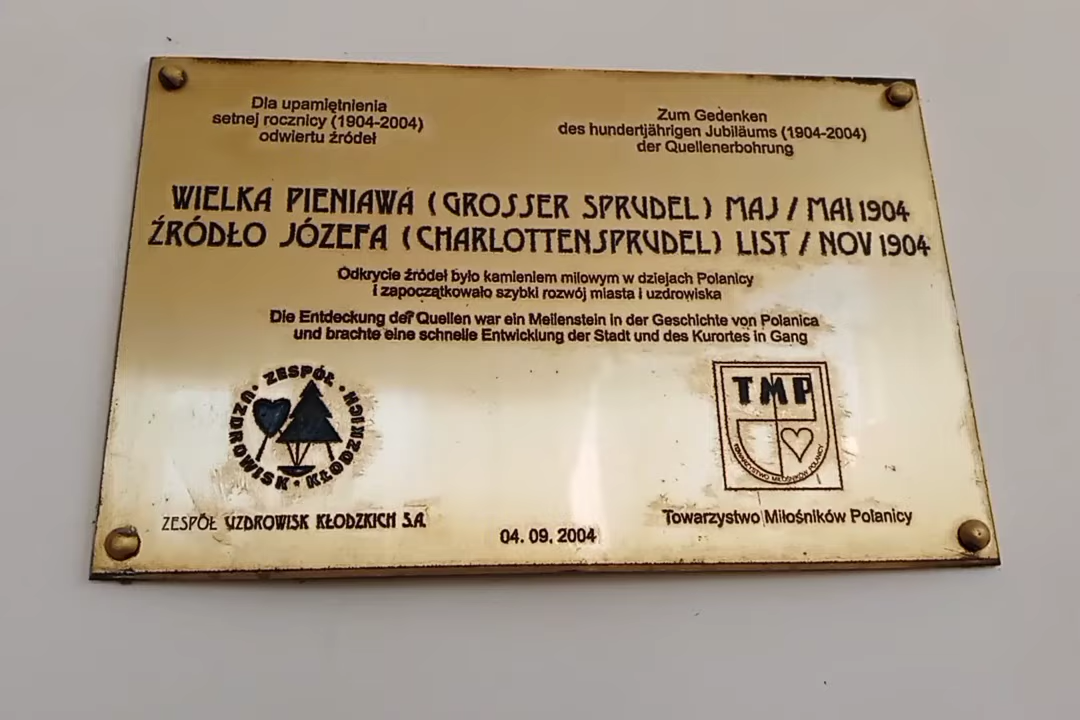 Dla upamiętnienia
setnej rocznicy (1904-2004)
odwiertu źródeł
Zum Gedenken
des hundertjährigen Jubiläums (1904-2004)
der Quellenerbohrung
WIELKA PIENIAWA (GROSSER SPRUDEL) MAJ / MAI 1904
ŹRÓDŁO JÓZEFA (CHARLOTTENSPRUDEL) LIST / NOV 1904
Odkrycie źródeł było kamieniem milowym w dziejach Polanicy
i zapoczątkowało szybki rozwój miasta i uzdrowiska
Die Entdeckung der Quellen war ein Meilenstein in der Geschichte von Polanica
und brachte eine schnelle Entwicklung der Stadt und des Kurortes in Gang
ZESPÓŁ • UZDROWISK • KŁODZKICH
TMP
TOWARZYSTWO MIŁOŚNIKÓW POLANICY
ZESPÓŁ UZDROWISK KŁODZKICH S.A.
04. 09. 2004
Towarzystwo Miłośników Polanicy